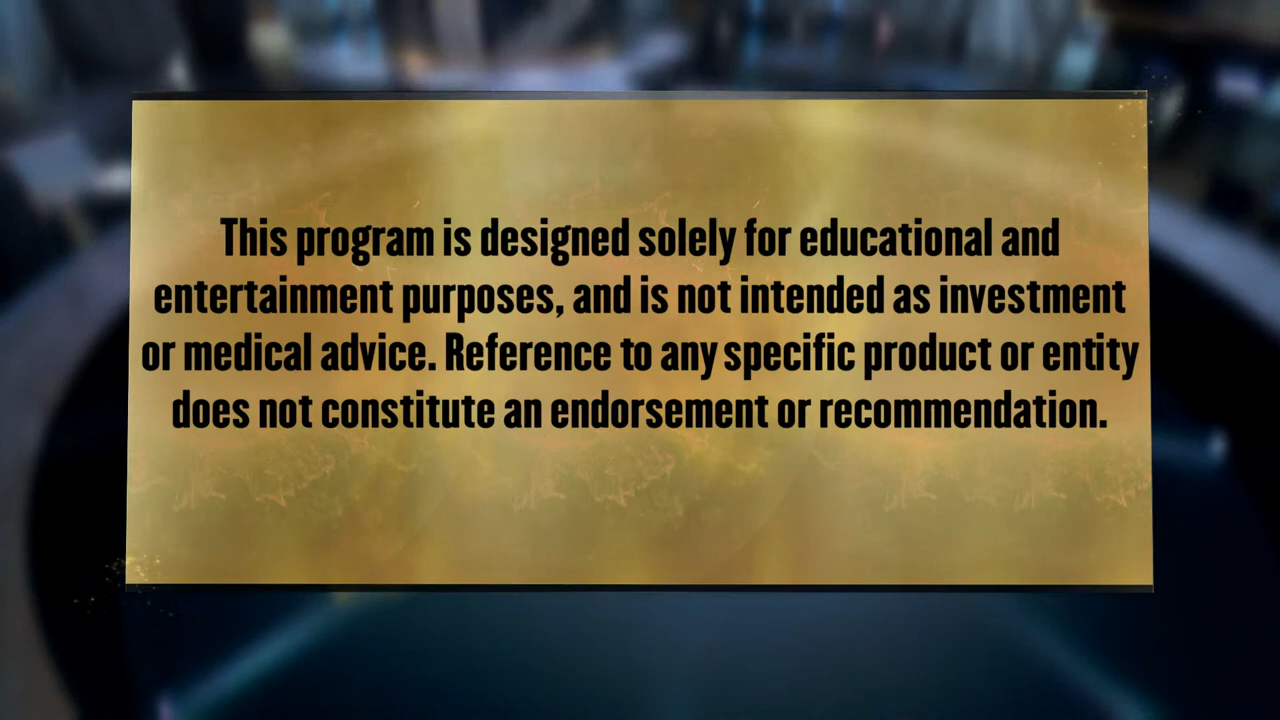 This program is designed solely for educational and
entertainment purposes, and is not intended as investment
or medical advice. Reference to any specific product or entity
does not constitute an endorsement or recommendation.